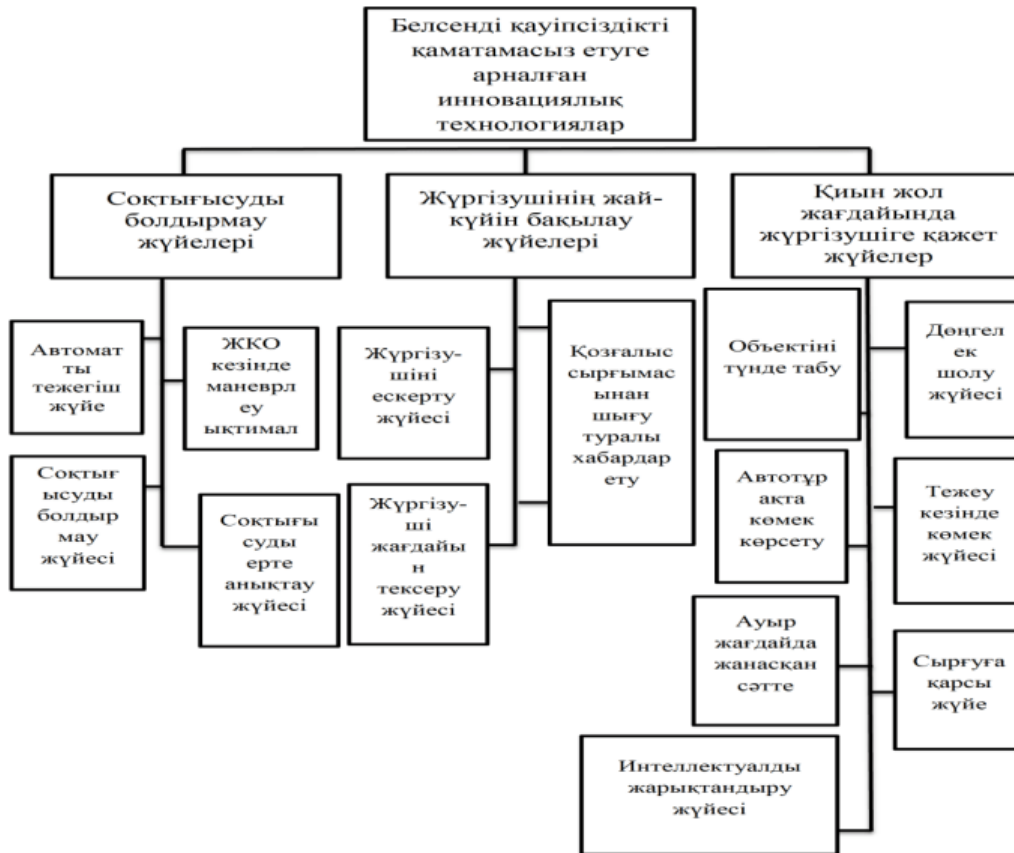 Белсенді қауіпсіздікті
қаматамасыз етуге
арналған
инновациялық
технологиялар
Соқтығысуды
болдырмау
жүйелері
Жүргізушінің жай-
күйін бақылау
жүйелері
Қиын жол
жағдайында
жүргізушіге қажет
жүйелер
Автомат
ты
тежегіш
жүйе
ЖКО
кезінде
маневрл
еу
ықтимал
Соқтығ
ысуды
болдыр
мау
жүйесі
Соқтығы
суды
ерте
анықтау
жүйесі
Жүргізу-
шіні
ескерту
жүйесі
Жүргізу-
ші
жағдайы
н
тексеру
жүйесі
Қозғалыс
сырғымас
ынан
шығу
туралы
хабардар
ету
Объектіні
түнде табу
Дөңгел
ек
шолу
жүйесі
Автотұр
ақта
көмек
көрсету
Тежеу
кезінде
көмек
жүйесі
Ауыр
жағдайда
жанасқан
сәтте
Сырғуға
қарсы
жүйе
Интеллектуалды
жарықтандыру
жүйесі